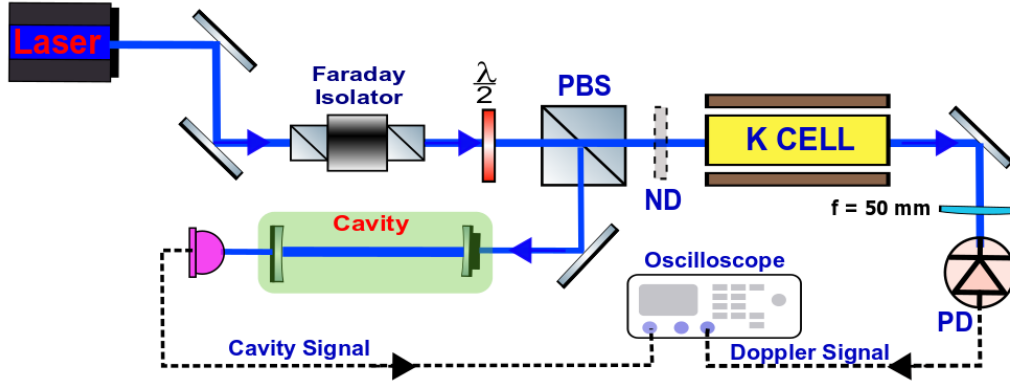 Laser
Faraday
Isolator
λ
2
PBS
K CELL
ND
f = 50 mm
Cavity
Oscilloscope
PD
Cavity Signal
Doppler Signal